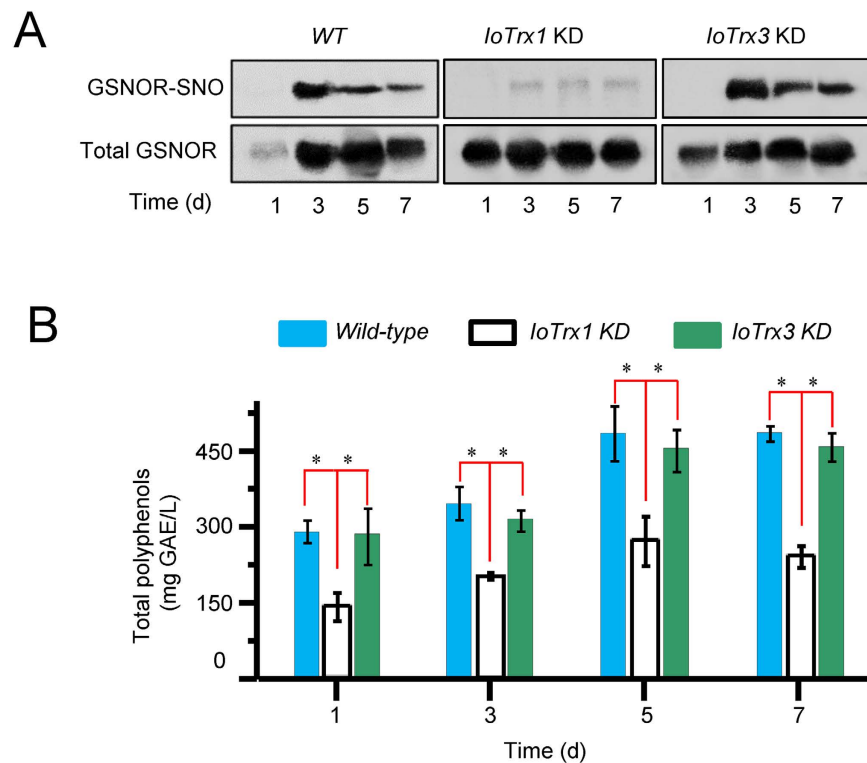 A
WT IoTrx1 KD IoTrx3 KD
GSNOR-SNO
Total GSNOR
Time (d) 1 3 5 7 1 3 5 7 1 3 5 7
B
Wild-type IoTrx1 KD IoTrx3 KD
Total polyphenols
(mg GAE/L)
450
300
150
0
* * * * * * * *
1 3 5 7
Time (d)